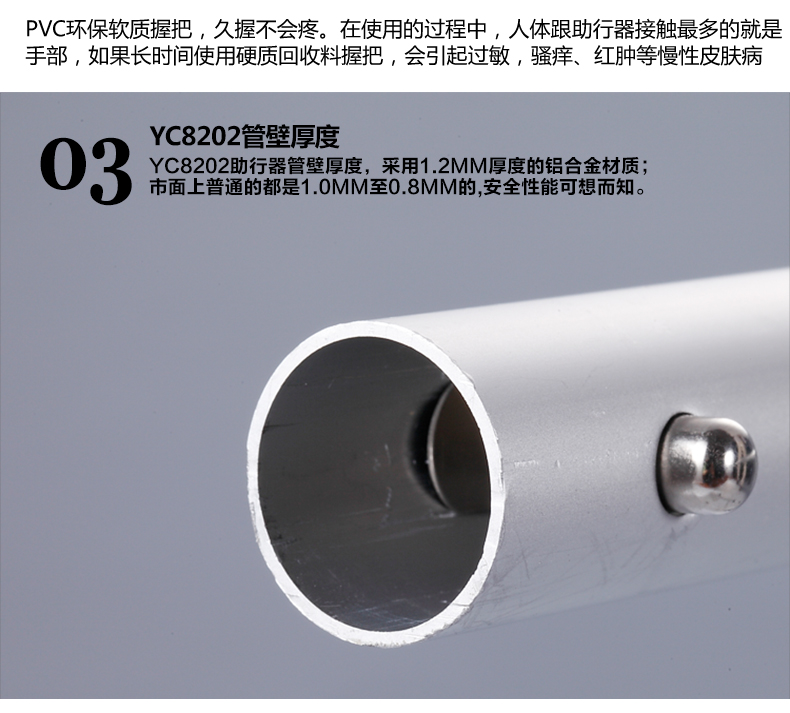 PVC环保软质握把，久握不会疼。在使用的过程中，人体跟助行器接触最多的就是
手部，如果长时间使用硬质回收料握把，会引起过敏，骚痒、红肿等慢性皮肤病
03
YC8202管壁厚度
YC8202助行器管壁厚度，采用1.2MM厚度的铝合金材质；
市面上普通的都是1.0MM至0.8MM的,安全性能可想而知。